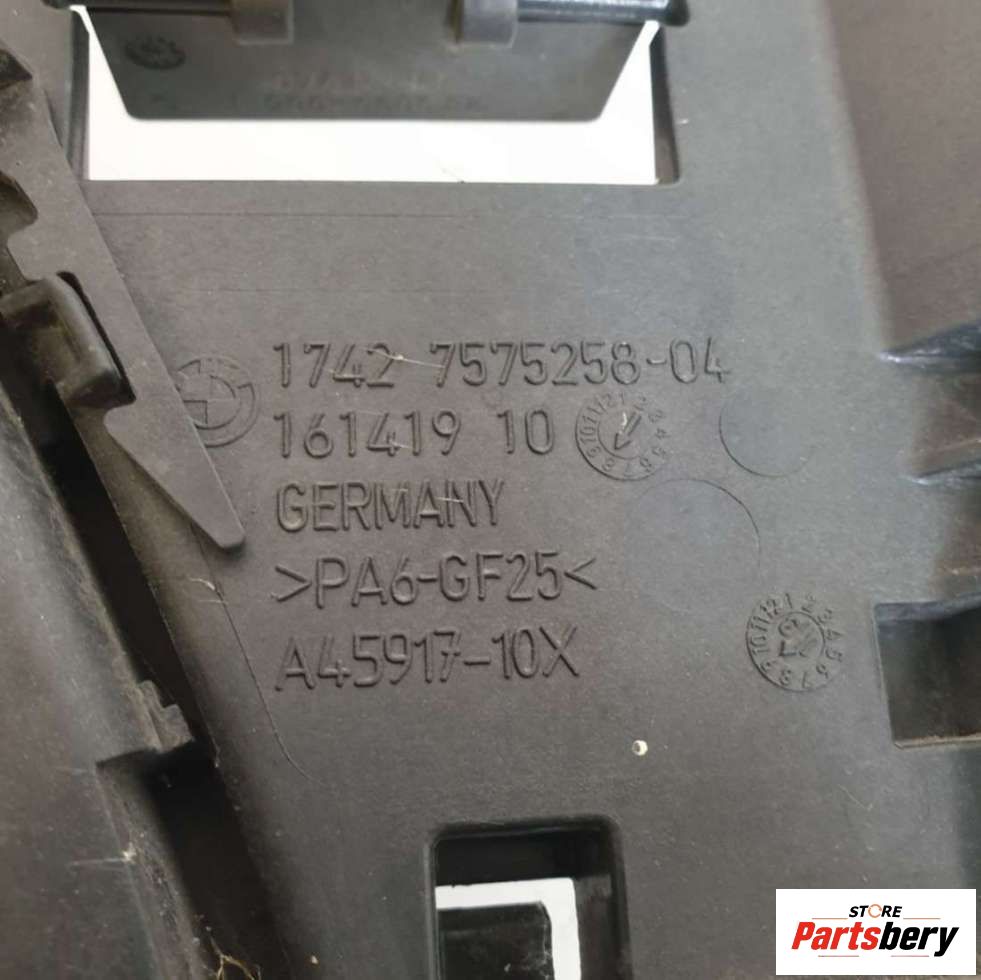 1742 7575258-04
161419 10
GERMANY
>PA6-GF25<
A45917-10X
STORE
Partsbery